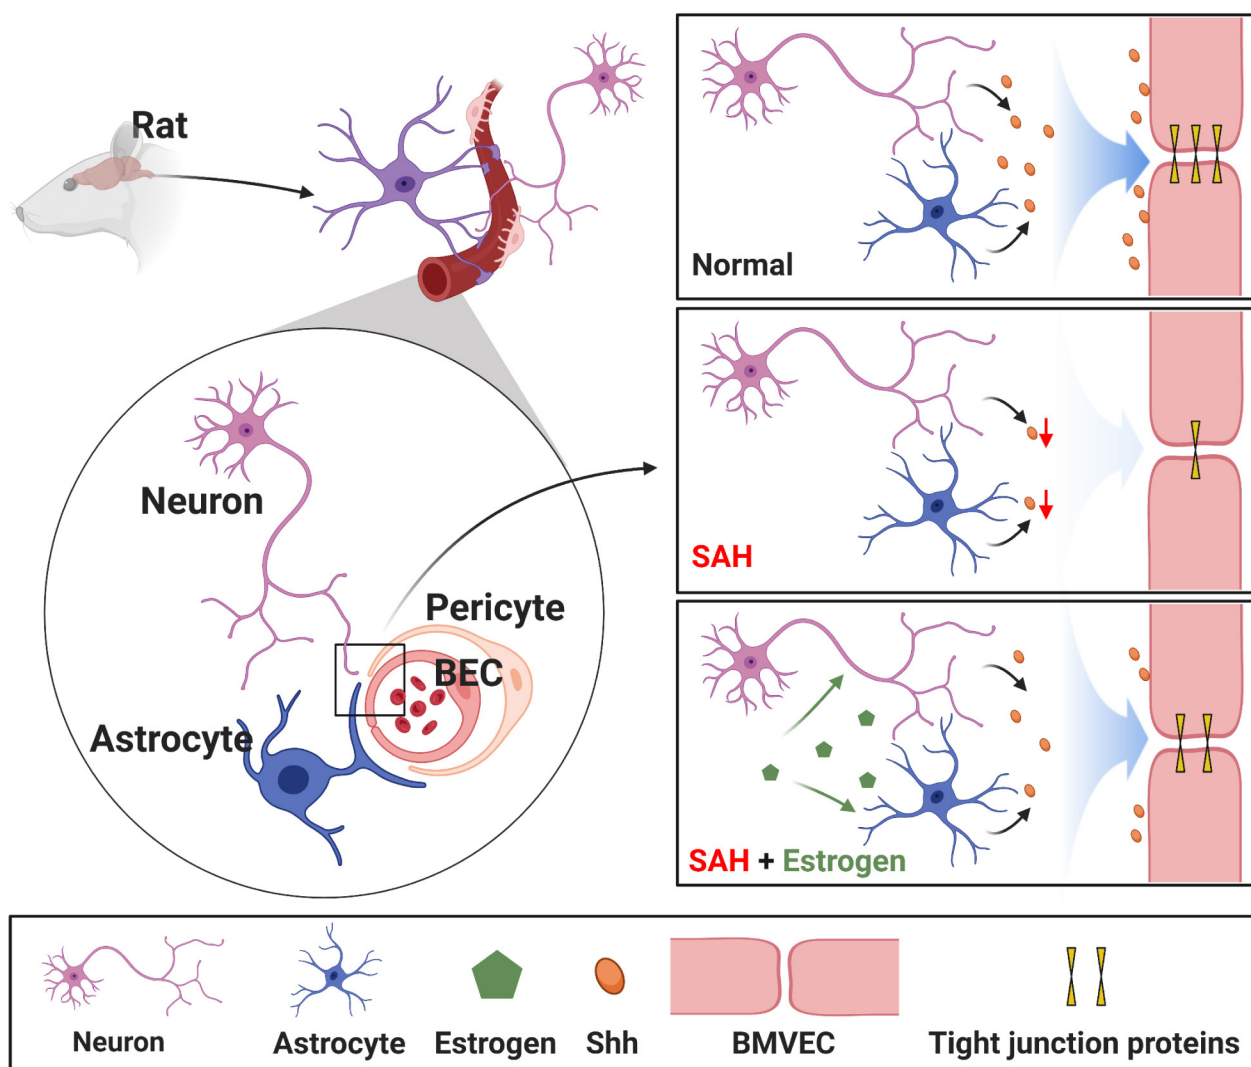 Rat
Neuron
Pericyte
BEC
Astrocyte
Normal
SAH
SAH + Estrogen
Neuron
Astrocyte
Estrogen
Shh
BMVEC
Tight junction proteins